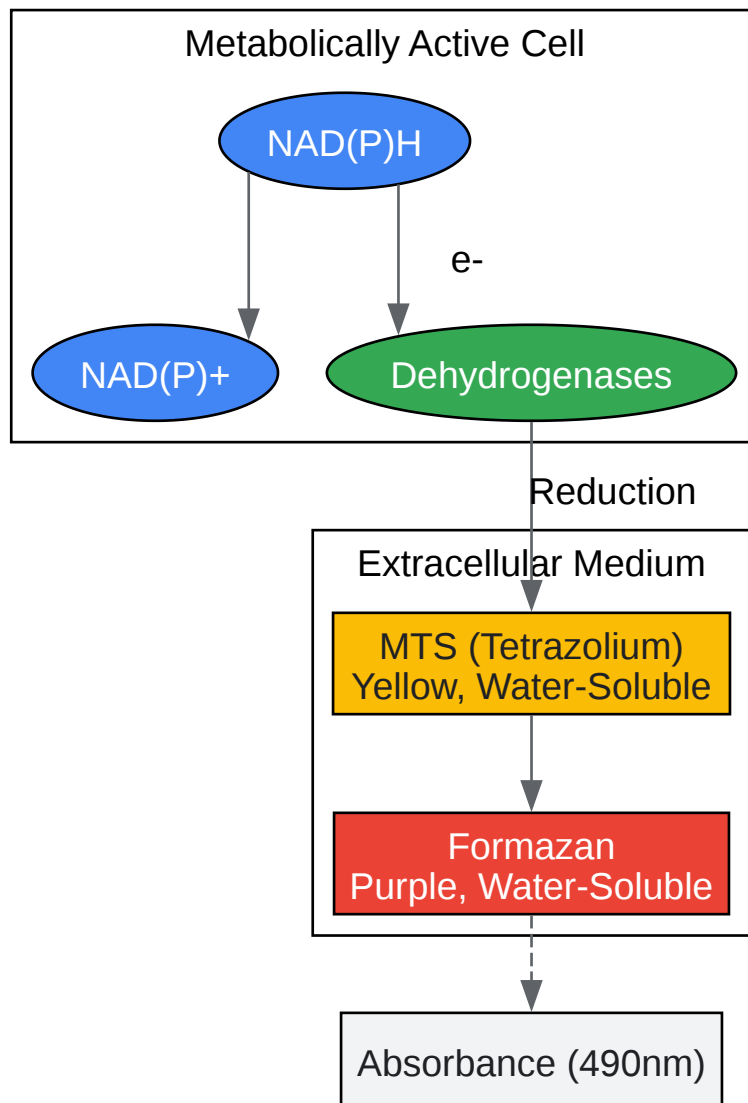 Metabolically Active Cell
NAD(P)H
e-
NAD(P)+
Dehydrogenases
Reduction
Extracellular Medium
MTS (Tetrazolium)
Yellow, Water-Soluble
Formazan
Purple, Water-Soluble
Absorbance (490nm)